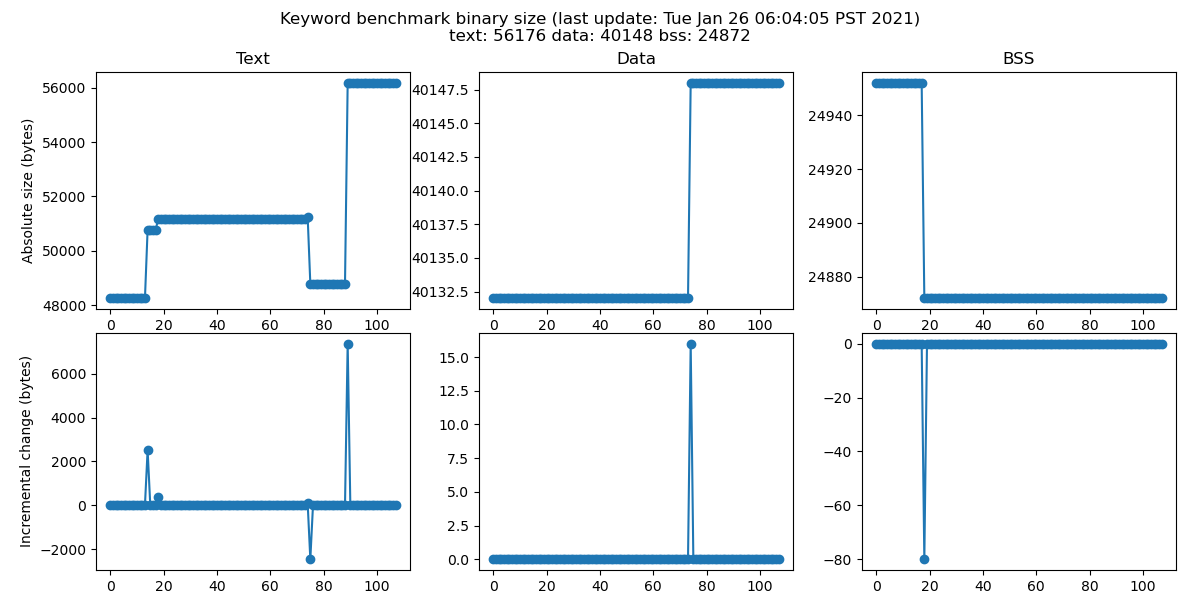 Keyword benchmark binary size (last update: Tue Jan 26 06:04:05 PST 2021)
text: 56176 data: 40148 bss: 24872
Text
Data
BSS
Absolute size (bytes)
56000
54000
52000
50000
48000
0 20 40 60 80 100
40147.5
40145.0
40142.5
40140.0
40137.5
40135.0
40132.5
0 20 40 60 80 100
24940
24920
24900
24880
0 20 40 60 80 100
Incremental change (bytes)
6000
4000
2000
0
−2000
0 20 40 60 80 100
15.0
12.5
10.0
7.5
5.0
2.5
0.0
0 20 40 60 80 100
0
−20
−40
−60
−80
0 20 40 60 80 100